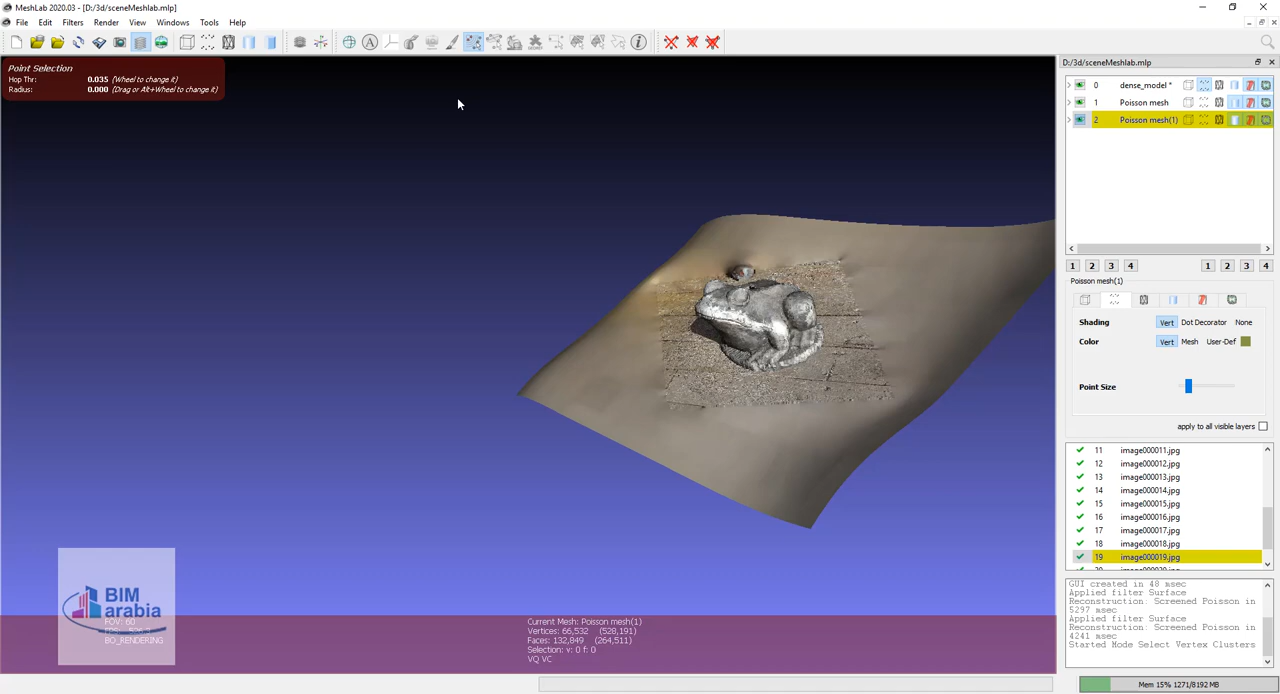 MeshLab 2020.03 - [D:/3d/sceneMeshlab.mlp]
File Edit Filters Render View Windows Tools Help
Point Selection
Hop Thr: 0.035 (Wheel to change it)
Radius: 0.000 (Drag or Alt+Wheel to change it)
D:/3d/sceneMeshlab.mlp
0 dense_model *
1 Poisson mesh
2 Poisson mesh(1)
1 2 3 4 1 2 3 4
Poisson mesh(1)
Shading Vert Dot Decorator None
Color Vert Mesh User-Def
Point Size
apply to all visible layers
11 image000011.jpg
12 image000012.jpg
13 image000013.jpg
14 image000014.jpg
15 image000015.jpg
16 image000016.jpg
17 image000017.jpg
18 image000018.jpg
19 image000019.jpg
GUI created in 48 msec
Applied filter Surface
Reconstruction: Screened Poisson in
5297 msec
Applied filter Surface
Reconstruction: Screened Poisson in
4241 msec
Started Mode Select Vertex Clusters
BIM
arabia
FOV: 60
BO_RENDERING
Current Mesh: Poisson mesh(1)
Vertices: 66,532 (528,191)
Faces: 132,849 (264,511)
Selection: v: 0 f: 0
VQ VC
Mem 15% 1271/8192 MB